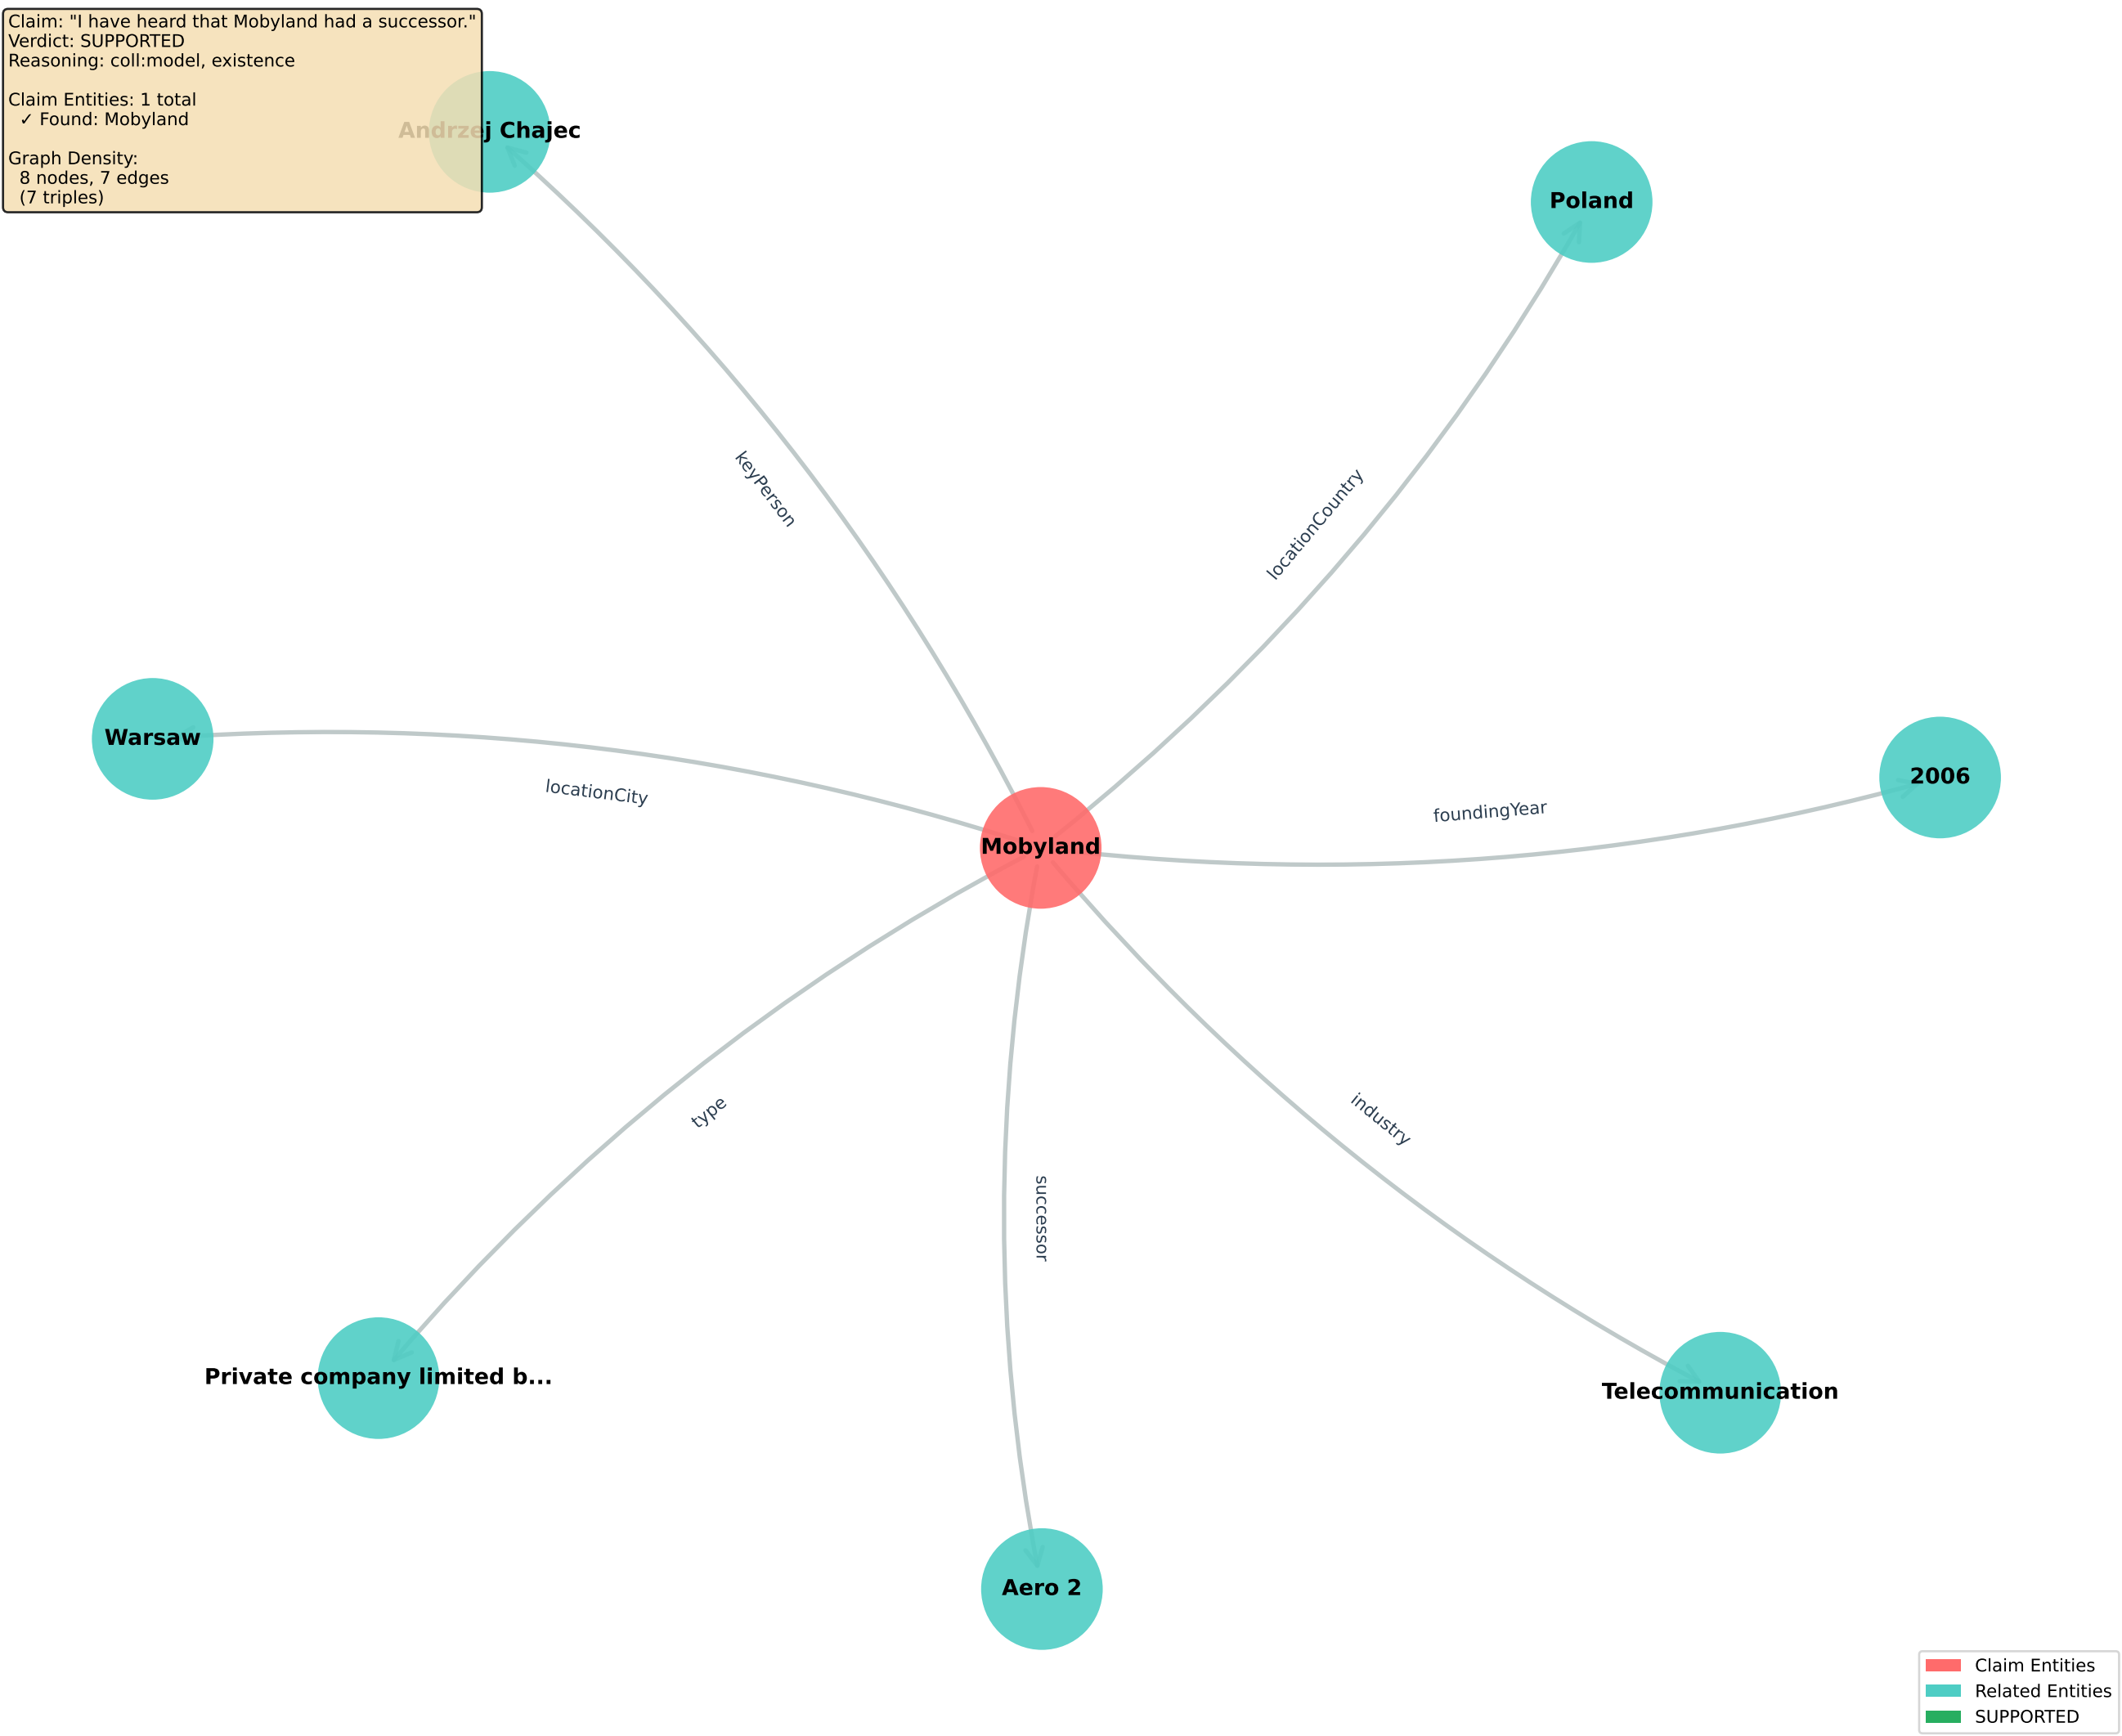 Claim: "I have heard that Mobyland had a successor."
Verdict: SUPPORTED
Reasoning: coll:model, existence
Claim Entities: 1 total
✓ Found: Mobyland
Graph Density:
8 nodes, 7 edges
(7 triples)
Andrzej Chajec
Poland
keyPerson
locationCountry
Warsaw
2006
locationCity
foundingYear
Mobyland
type
industry
successor
Private company limited b...
Telecommunication
Aero 2
Claim Entities
Related Entities
SUPPORTED